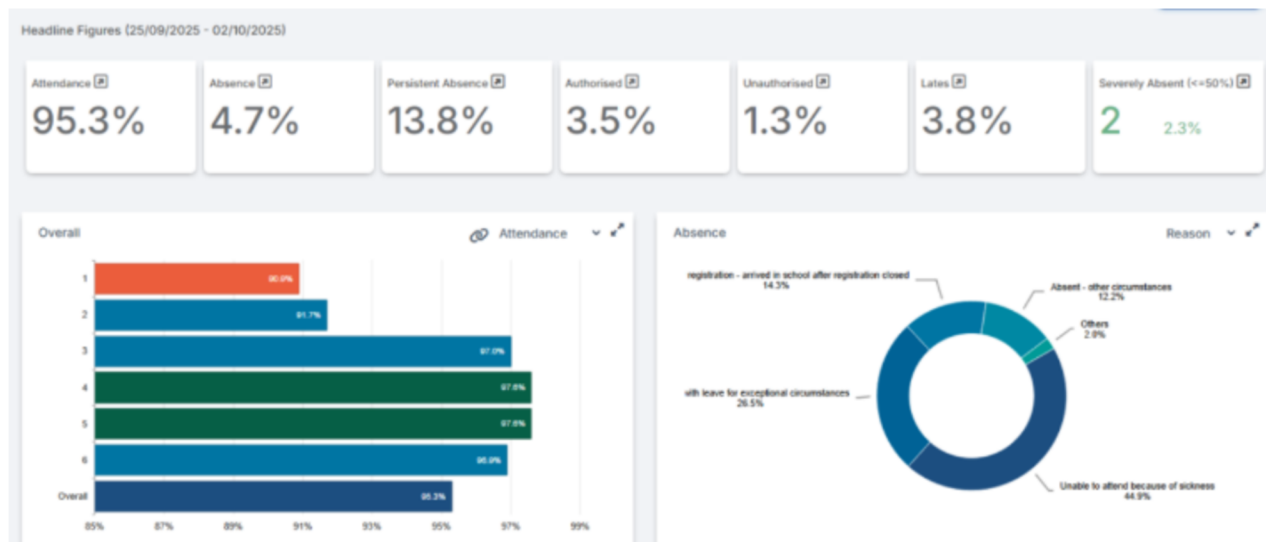 Headline Figures (25/09/2025 - 02/10/2025)
Attendance
95.3%
Absence
4.7%
Persistent Absence
13.8%
Authorised
3.5%
Unauthorised
1.3%
Lates
3.8%
Severely Absent (<=50%)
2 2.3%
Overall
Attendance
1 90.9%
2 91.7%
3 97.0%
4 97.6%
5 97.6%
6 96.9%
Overall 95.3%
85% 87% 89% 91% 93% 95% 97% 99%
Absence
Reason
registration - arrived in school after registration closed
14.3%
Absent - other circumstances
12.2%
Others
2.0%
with leave for exceptional circumstances
26.5%
Unable to attend because of sickness
44.9%